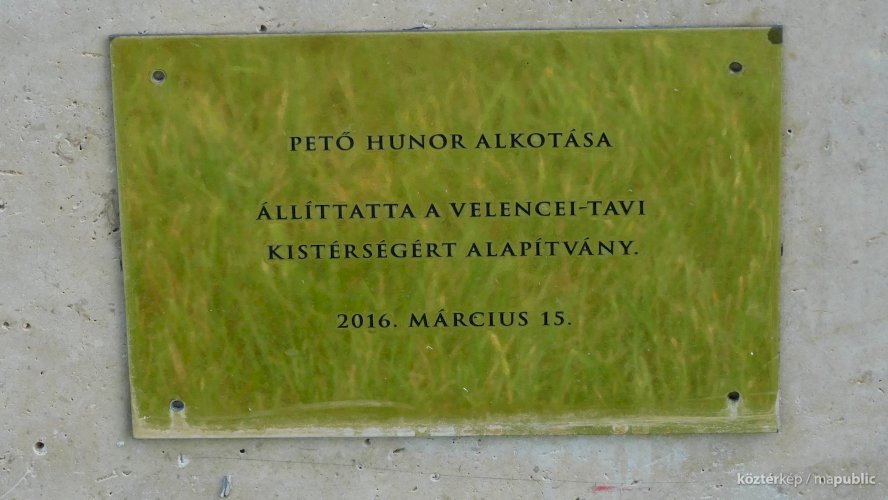 PETŐ HUNOR ALKOTÁSA
ÁLLÍTTATTA A VELENCEI-TAVI
KISTÉRSÉGÉRT ALAPÍTVÁNY.
2016. MÁRCIUS 15.
köztérkép / mapublic